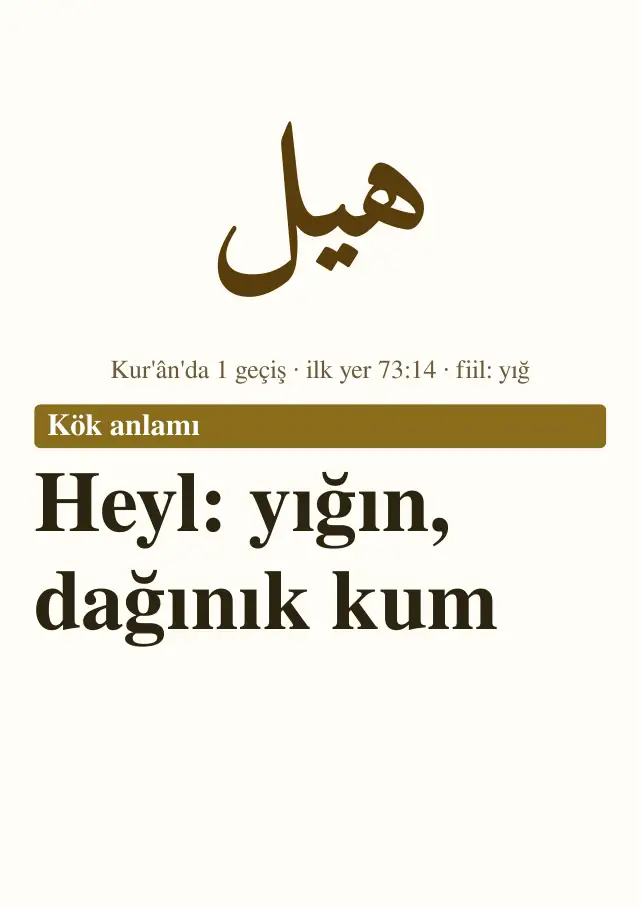 هيل
Kur'ân'da 1 geçiş · ilk yer 73:14 · fiil: yığ
Kök anlamı
Heyl: yığın,
dağınık kum